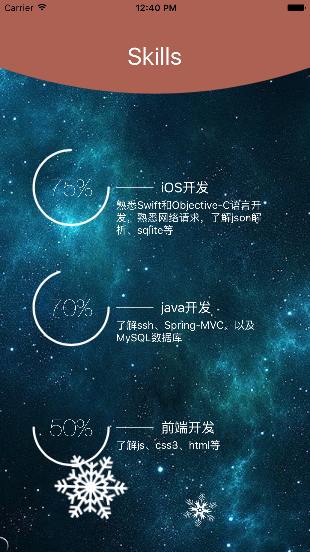 Carrier 12:40 PM
Skills
75%
iOS开发
熟悉Swift和Objective-C语言开
发，熟悉网络请求，了解json解
析、sqlite等
70%
java开发
了解ssh、Spring-MVC。以及
MySQL数据库
50%
前端开发
了解js、css3、html等